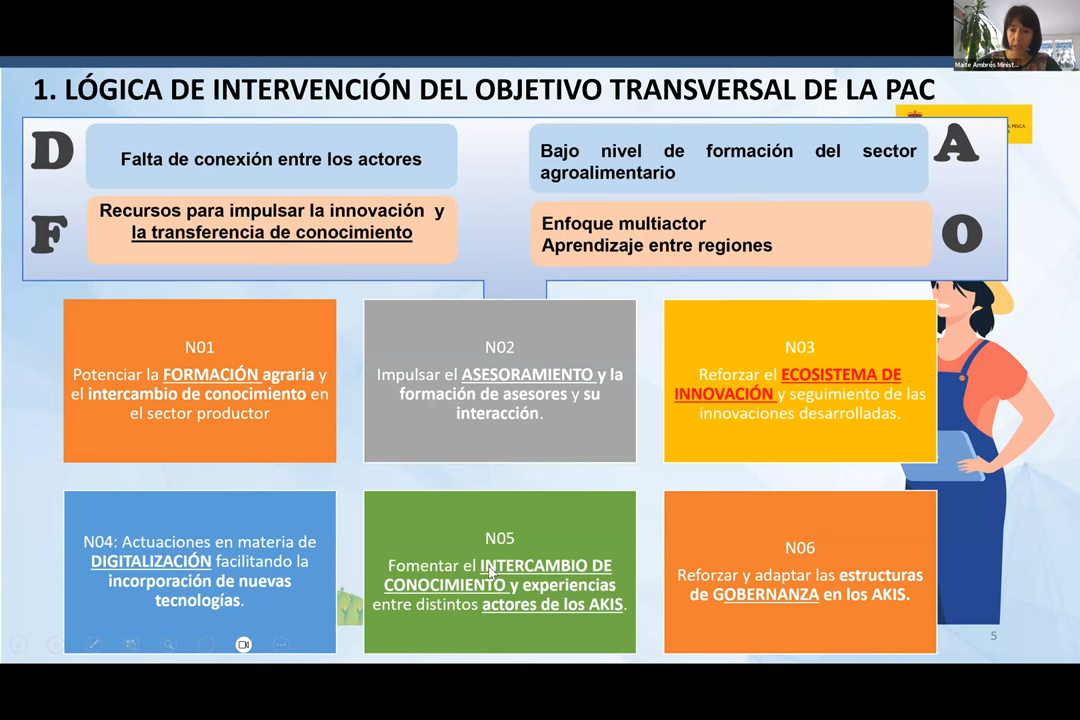 Maite Ambrós Minist...
1. LÓGICA DE INTERVENCIÓN DEL OBJETIVO TRANSVERSAL DE LA PAC
D
Falta de conexión entre los actores
Bajo nivel de formación del sector
agroalimentario
A
PESCA
F
Recursos para impulsar la innovación y
la transferencia de conocimiento
Enfoque multiactor
Aprendizaje entre regiones
O
N01
Potenciar la FORMACIÓN agraria y
el intercambio de conocimiento en
el sector productor
N02
Impulsar el ASESORAMIENTO y la
formación de asesores y su
interacción.
N03
Reforzar el ECOSISTEMA DE
INNOVACIÓN y seguimiento de las
innovaciones desarrolladas.
N04: Actuaciones en materia de
DIGITALIZACIÓN facilitando la
incorporación de nuevas
tecnologías.
N05
Fomentar el INTERCAMBIO DE
CONOCIMIENTO y experiencias
entre distintos actores de los AKIS.
N06
Reforzar y adaptar las estructuras
de GOBERNANZA en los AKIS.
5